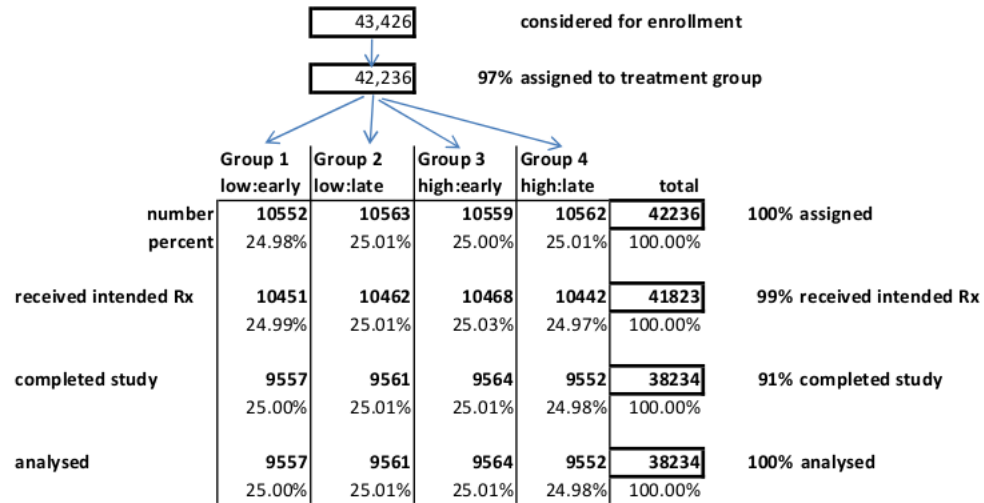 43,426 considered for enrollment
42,236 97% assigned to treatment group
Group 1 Group 2 Group 3 Group 4
low:early low:late high:early high:late total
number 10552 10563 10559 10562 42236 100% assigned
percent 24.98% 25.01% 25.00% 25.01% 100.00%
received intended Rx 10451 10462 10468 10442 41823 99% received intended Rx
24.99% 25.01% 25.03% 24.97% 100.00%
completed study 9557 9561 9564 9552 38234 91% completed study
25.00% 25.01% 25.01% 24.98% 100.00%
analysed 9557 9561 9564 9552 38234 100% analysed
25.00% 25.01% 25.01% 24.98% 100.00%